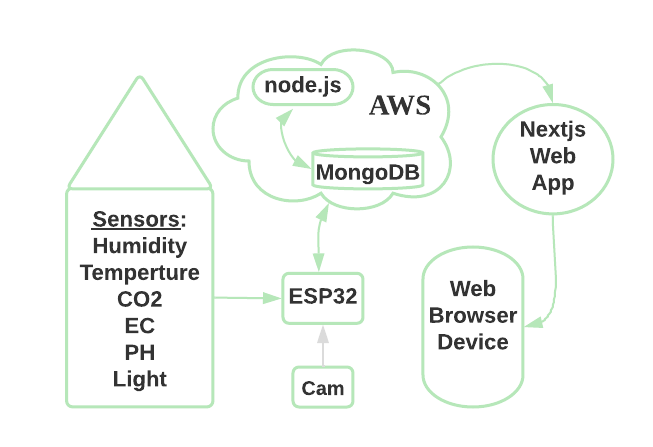 node.js
AWS
MongoDB
Nextjs
Web
App
Sensors:
Humidity
Temperture
CO2
EC
PH
Light
ESP32
Cam
Web
Browser
Device